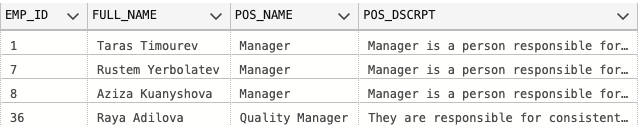 EMP_ID FULL_NAME POS_NAME POS_DSCRPT
1 Taras Timourev Manager Manager is a person responsible for…
7 Rustem Yerbolatev Manager Manager is a person responsible for…
8 Aziza Kuanyshova Manager Manager is a person responsible for…
36 Raya Adilova Quality Manager They are responsible for consistent…